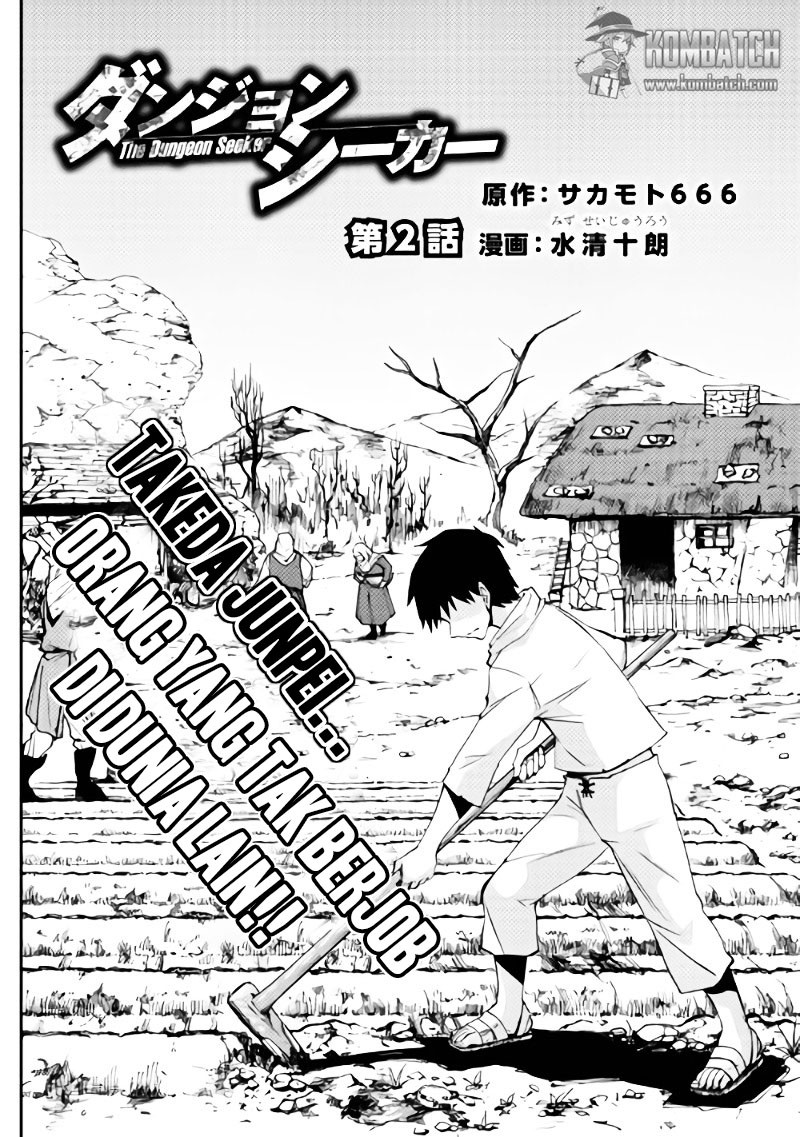 KOMBATCH
www.kombatch.com
ダンジョン
The Dungeon Seeker
シーカー
原作：サカモト666
第2話
みず せいじゅうろう
漫画：水清十朗
TAKEDA JUNPEI...
ORANG YANG TAK BERJOB
DI DUNIA LAIN!!